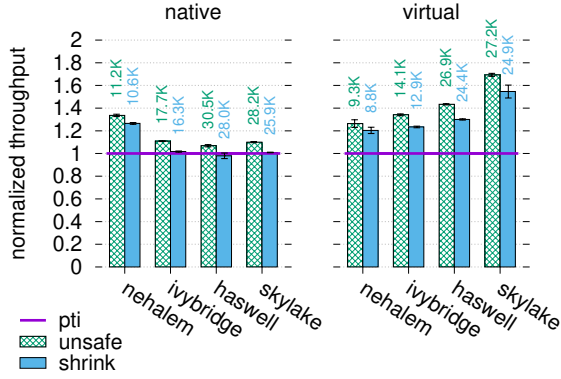 native
virtual
normalized throughput
2
1.8
1.6
1.4
1.2
1
0.8
0.6
0.4
0.2
0
11.2K
10.6K
17.7K
16.3K
30.5K
28.0K
28.2K
25.9K
9.3K
8.8K
14.1K
12.9K
26.9K
24.4K
27.2K
24.9K
nehalem
ivybridge
haswell
skylake
nehalem
ivybridge
haswell
skylake
pti
unsafe
shrink